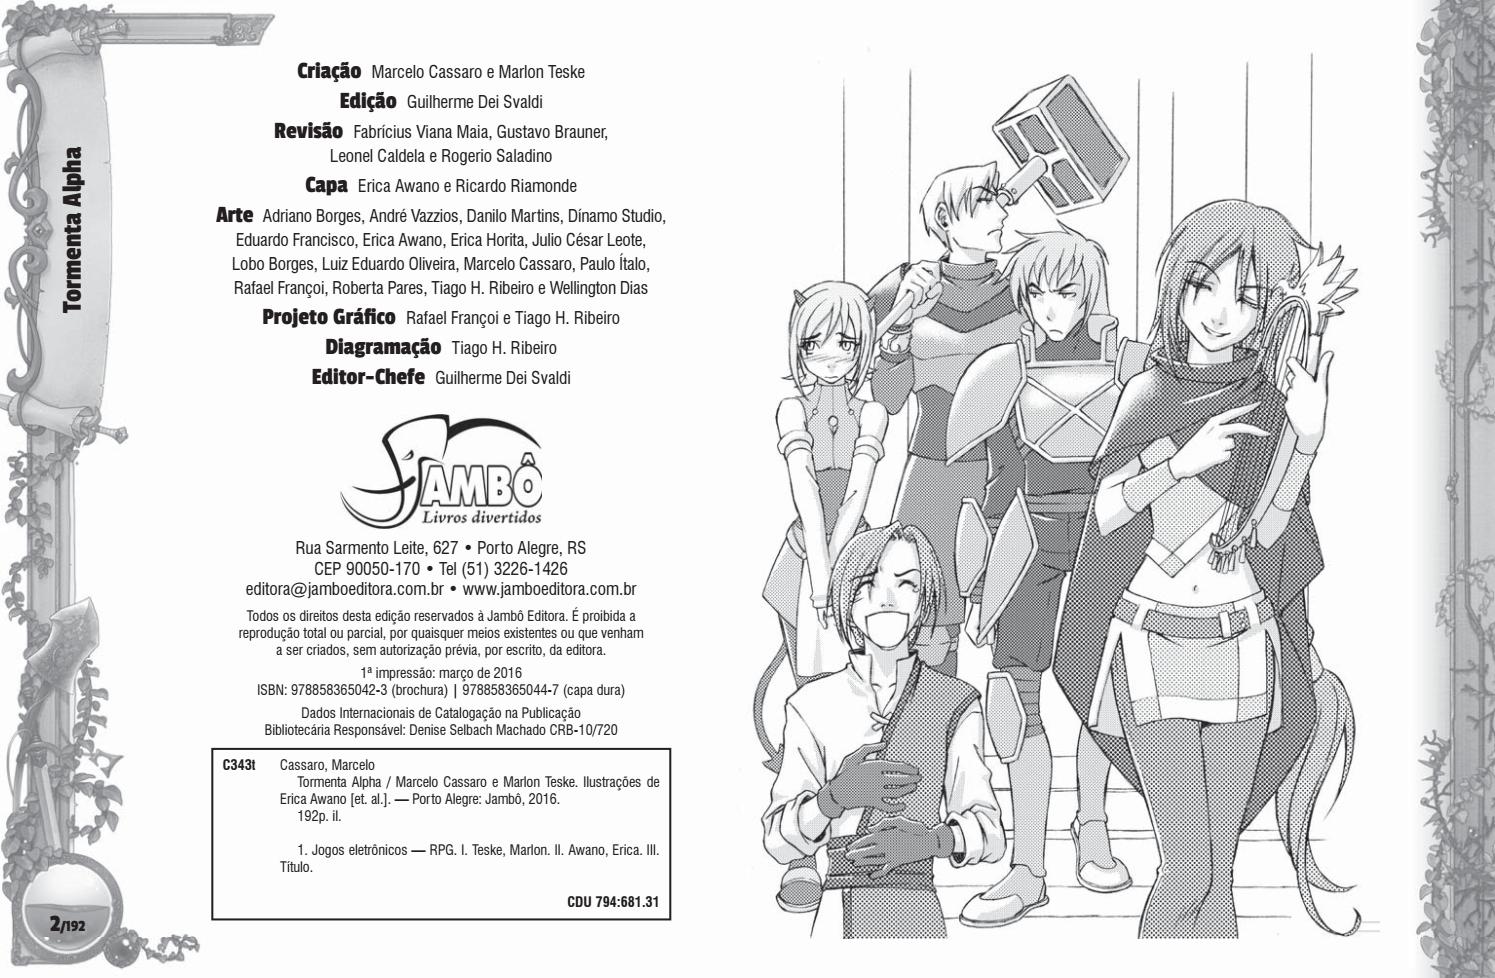 Tormenta Alpha
Criação Marcelo Cassaro e Marlon Teske
Edição Guilherme Dei Svaldi
Revisão Fabrícius Viana Maia, Gustavo Brauner,
Leonel Caldela e Rogerio Saladino
Capa Erica Awano e Ricardo Riamonde
Arte Adriano Borges, André Vazzios, Danilo Martins, Dínamo Studio,
Eduardo Francisco, Erica Awano, Erica Horita, Julio César Leote,
Lobo Borges, Luiz Eduardo Oliveira, Marcelo Cassaro, Paulo Ítalo,
Rafael Françoi, Roberta Pares, Tiago H. Ribeiro e Wellington Dias
Projeto Gráfico Rafael Françoi e Tiago H. Ribeiro
Diagramação Tiago H. Ribeiro
Editor-Chefe Guilherme Dei Svaldi
JAMBÔ
Livros divertidos
Rua Sarmento Leite, 627 • Porto Alegre, RS
CEP 90050-170 • Tel (51) 3226-1426
editora@jamboeditora.com.br • www.jamboeditora.com.br
Todos os direitos desta edição reservados à Jambô Editora. É proibida a
reprodução total ou parcial, por quaisquer meios existentes ou que venham
a ser criados, sem autorização prévia, por escrito, da editora.
1ª impressão: março de 2016
ISBN: 978858365042-3 (brochura) | 978858365044-7 (capa dura)
Dados Internacionais de Catalogação na Publicação
Bibliotecária Responsável: Denise Selbach Machado CRB-10/720
C343t Cassaro, Marcelo
Tormenta Alpha / Marcelo Cassaro e Marlon Teske. Ilustrações de
Erica Awano [et. al.]. — Porto Alegre: Jambô, 2016.
192p. il.
1. Jogos eletrônicos — RPG. I. Teske, Marlon. II. Awano, Erica. III.
Título.
CDU 794:681.31
2/192